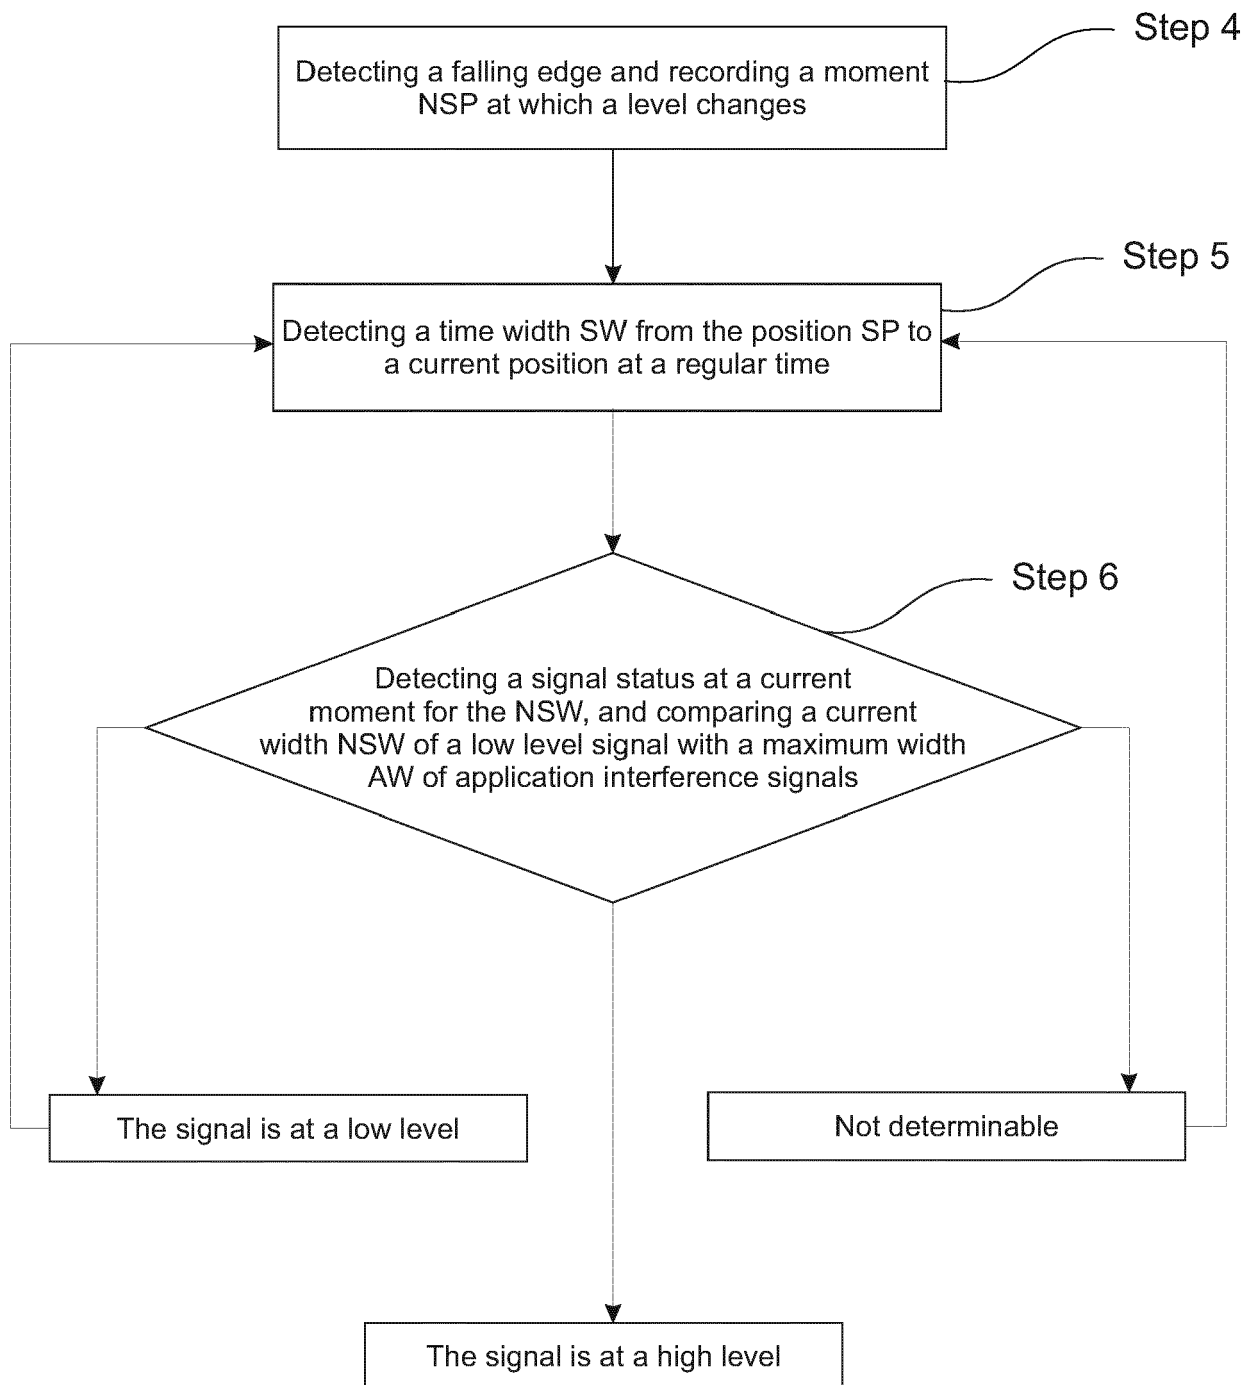 Step 4
Detecting a falling edge and recording a moment
NSP at which a level changes
Step 5
Detecting a time width SW from the position SP to
a current position at a regular time
Step 6
Detecting a signal status at a current
moment for the NSW, and comparing a current
width NSW of a low level signal with a maximum width
AW of application interference signals
The signal is at a low level
Not determinable
The signal is at a high level